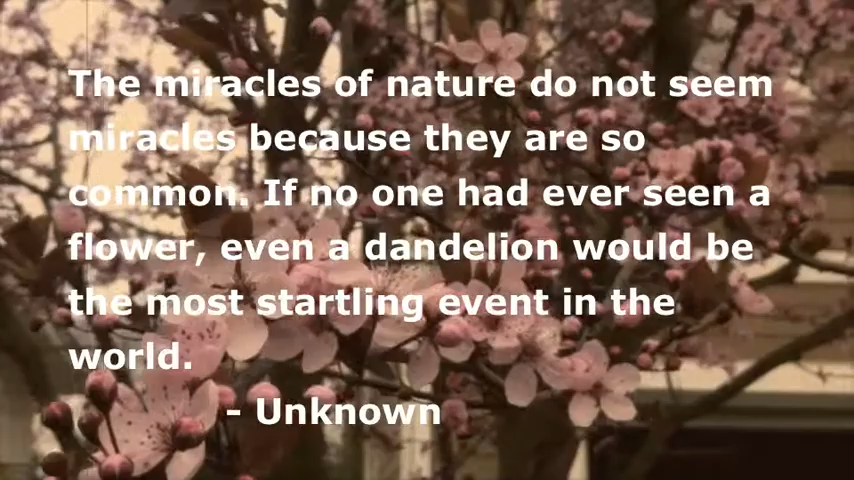 The miracles of nature do not seem
miracles because they are so
common. If no one had ever seen a
flower, even a dandelion would be
the most startling event in the
world.
- Unknown